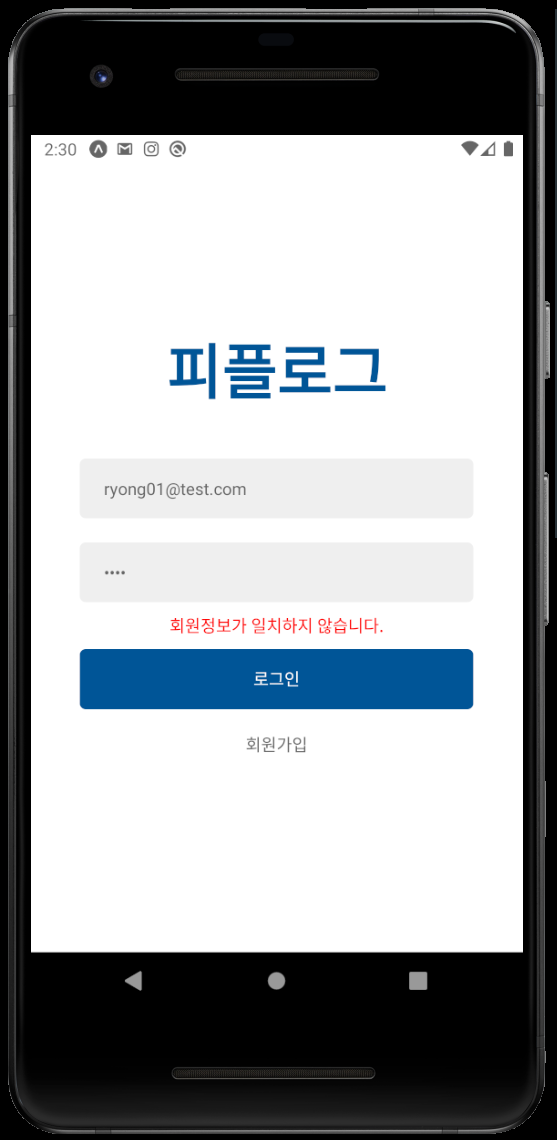 2:30
피플로그
ryong01@test.com
••••
회원정보가 일치하지 않습니다.
로그인
회원가입